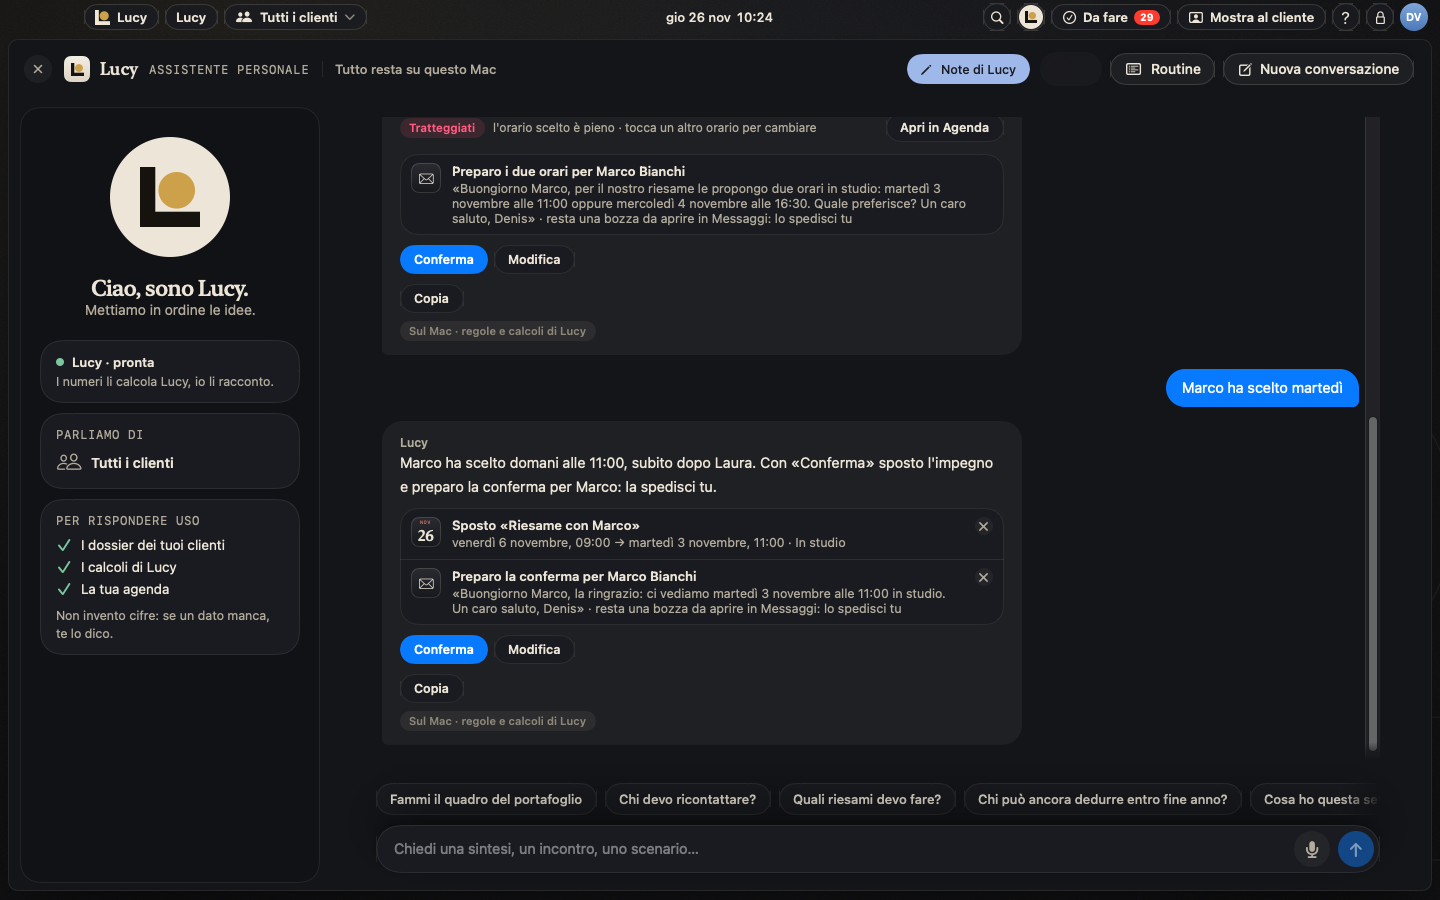 Lucy
Lucy
Tutti i clienti
gio 26 nov 10:24
Da fare 29
Mostra al cliente
?
DV
Lucy ASSISTENTE PERSONALE
Tutto resta su questo Mac
Note di Lucy
Routine
Nuova conversazione
Ciao, sono Lucy.
Mettiamo in ordine le idee.
Lucy · pronta
I numeri li calcola Lucy, io li racconto.
PARLIAMO DI
Tutti i clienti
PER RISPONDERE USO
I dossier dei tuoi clienti
I calcoli di Lucy
La tua agenda
Non invento cifre: se un dato manca,
te lo dico.
Tratteggiati l'orario scelto è pieno · tocca un altro orario per cambiare
Apri in Agenda
Preparo i due orari per Marco Bianchi
«Buongiorno Marco, per il nostro riesame le propongo due orari in studio: martedì 3
novembre alle 11:00 oppure mercoledì 4 novembre alle 16:30. Quale preferisce? Un caro
saluto, Denis» · resta una bozza da aprire in Messaggi: lo spedisci tu
Conferma
Modifica
Copia
Sul Mac · regole e calcoli di Lucy
Marco ha scelto martedì
Lucy
Marco ha scelto domani alle 11:00, subito dopo Laura. Con «Conferma» sposto l'impegno
e preparo la conferma per Marco: la spedisci tu.
NOV
26
Sposto «Riesame con Marco»
venerdì 6 novembre, 09:00 → martedì 3 novembre, 11:00 · In studio
Preparo la conferma per Marco Bianchi
«Buongiorno Marco, la ringrazio: ci vediamo martedì 3 novembre alle 11:00 in studio.
Un caro saluto, Denis» · resta una bozza da aprire in Messaggi: lo spedisci tu
Conferma
Modifica
Copia
Sul Mac · regole e calcoli di Lucy
Fammi il quadro del portafoglio
Chi devo ricontattare?
Quali riesami devo fare?
Chi può ancora dedurre entro fine anno?
Cosa ho questa se
Chiedi una sintesi, un incontro, uno scenario...